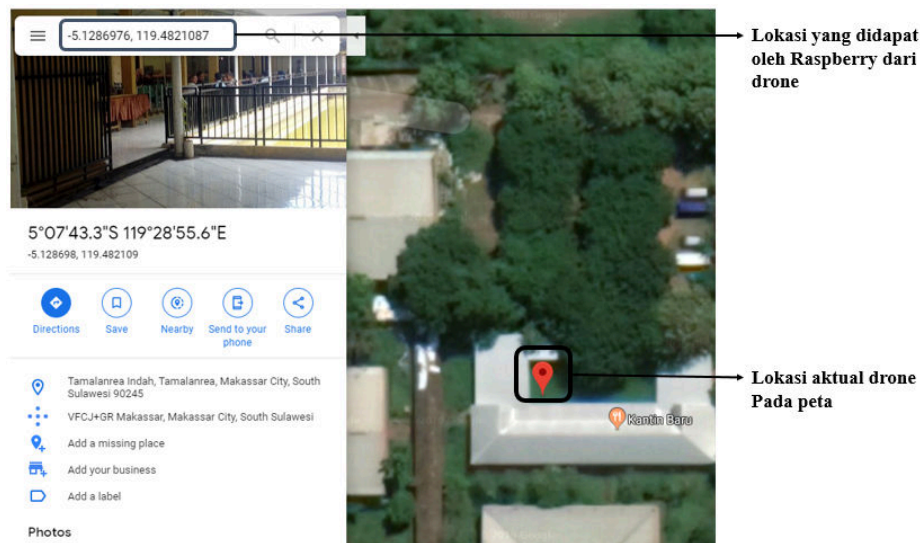 -5.1286976, 119.4821087
Lokasi yang didapat
oleh Raspberry dari
drone
5°07'43.3"S 119°28'55.6"E
-5.128698, 119.482109
Directions
Save
Nearby
Send to your
phone
Share
Tamalanrea Indah, Tamalanrea, Makassar City, South
Sulawesi 90245
VFCJ+GR Makassar, Makassar City, South Sulawesi
Add a missing place
Add your business
Add a label
Photos
Kantin Baru
Lokasi aktual drone
Pada peta